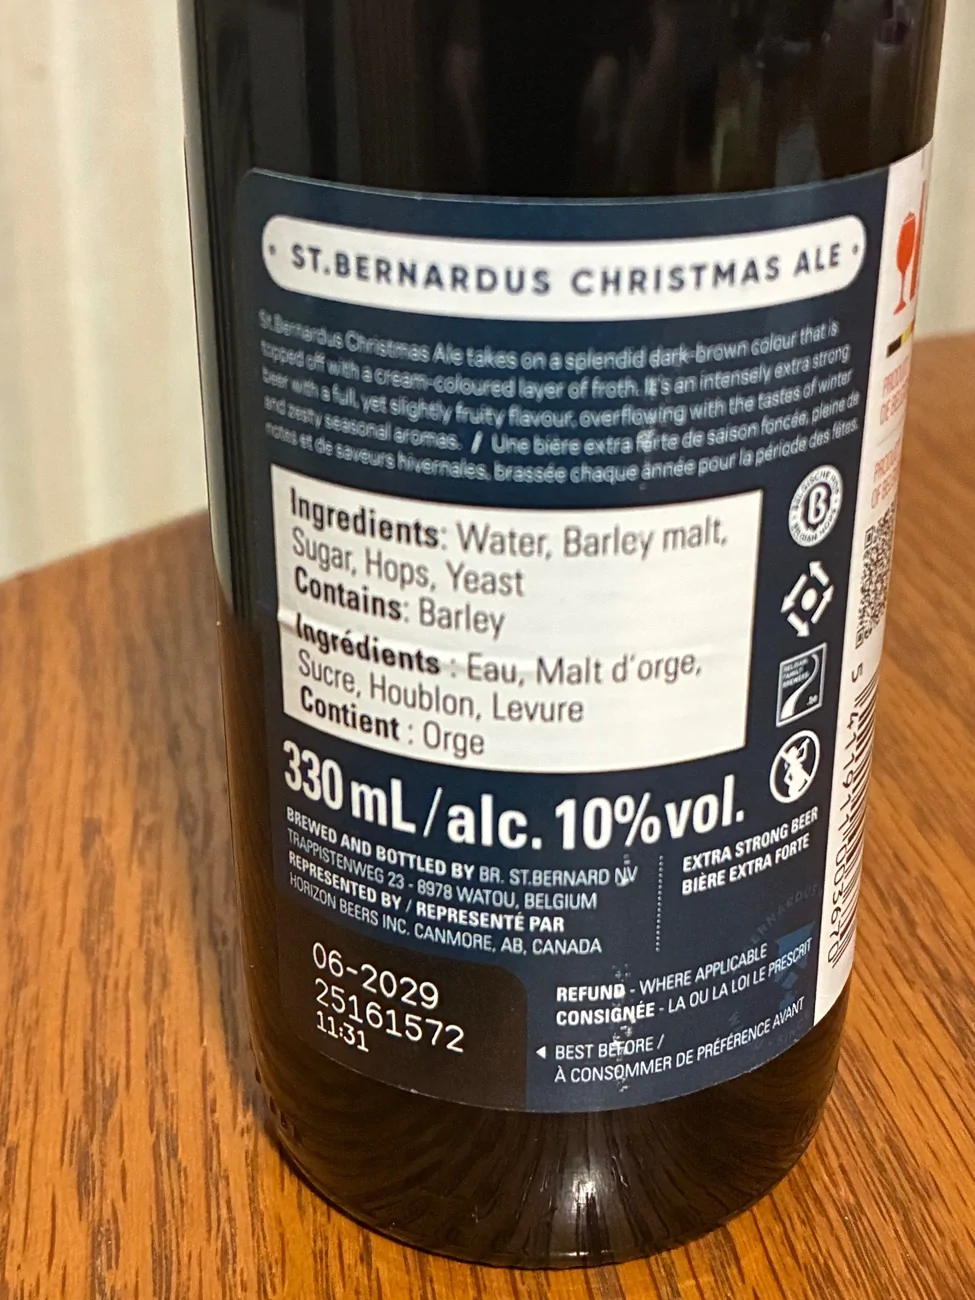 · ST.BERNARDUS CHRISTMAS ALE ·
St.Bernardus Christmas Ale takes on a splendid dark-brown colour that is
topped off with a cream-coloured layer of froth. It's an intensely extra strong
beer with a full, yet slightly fruity flavour, overflowing with the tastes of winter
and zesty seasonal aromas. / Une bière extra forte de saison foncée, pleine de
notes et de saveurs hivernales, brassée chaque année pour la période des fêtes.
Ingredients: Water, Barley malt,
Sugar, Hops, Yeast
Contains: Barley
Ingrédients : Eau, Malt d'orge,
Sucre, Houblon, Levure
Contient : Orge
B
BELGIAN
FAMILY
BREWERS
.be
330 mL/alc. 10%vol.
BREWED AND BOTTLED BY BR. ST.BERNARD NV
TRAPPISTENWEG 23 - 8978 WATOU, BELGIUM
REPRESENTED BY / REPRESENTÉ PAR
HORIZON BEERS INC. CANMORE, AB, CANADA
EXTRA STRONG BEER
BIÈRE EXTRA FORTE
06-2029
25161572
11:31
REFUND - WHERE APPLICABLE
CONSIGNÉE - LA OU LA LOI LE PRESCRIT
◄ BEST BEFORE /
À CONSOMMER DE PRÉFÉRENCE AVANT